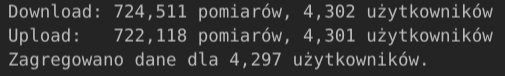 Download: 724,511 pomiarów, 4,302 użytkowników
Upload:   722,118 pomiarów, 4,301 użytkowników
Zagregowano dane dla 4,297 użytkowników.